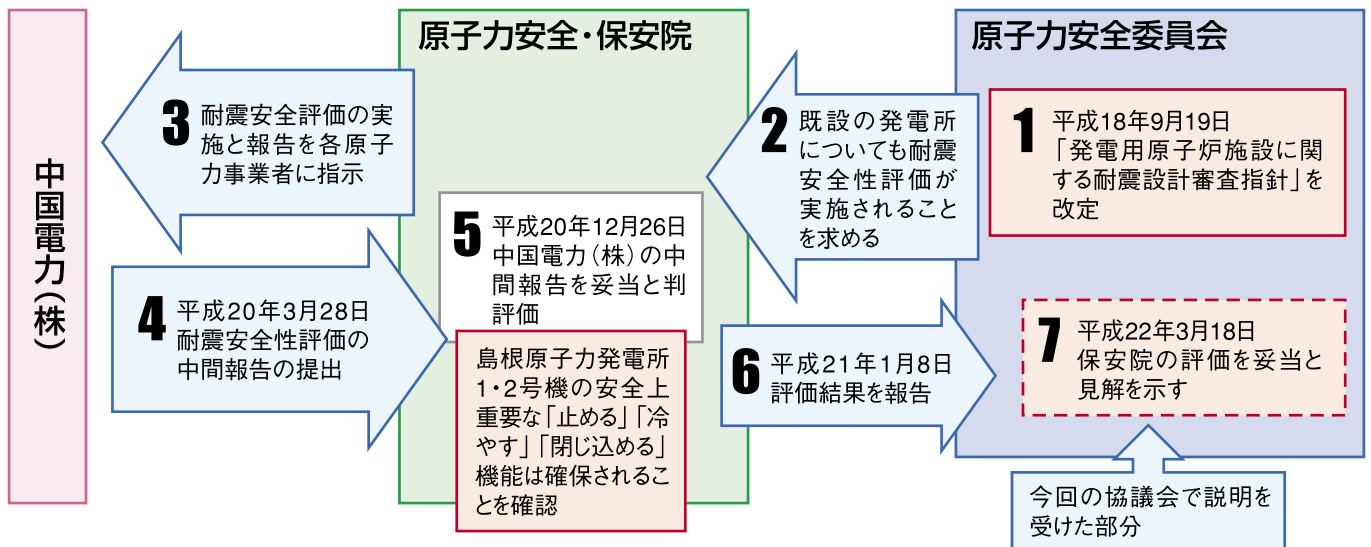 中国電力(株)
原子力安全・保安院
原子力安全委員会
1 平成18年9月19日
「発電用原子炉施設に関
する耐震設計審査指針」を
改定
2 既設の発電所
についても耐震
安全性評価が
実施されること
を求める
3 耐震安全評価の実
施と報告を各原子
力事業者に指示
4 平成20年3月28日
耐震安全性評価の
中間報告の提出
5 平成20年12月26日
中国電力(株)の中
間報告を妥当と判
評価
島根原子力発電所
1・2号機の安全上
重要な「止める」「冷
やす」「閉じ込める」
機能は確保されるこ
とを確認
6 平成21年1月8日
評価結果を報告
7 平成22年3月18日
保安院の評価を妥当と
見解を示す
今回の協議会で説明を
受けた部分